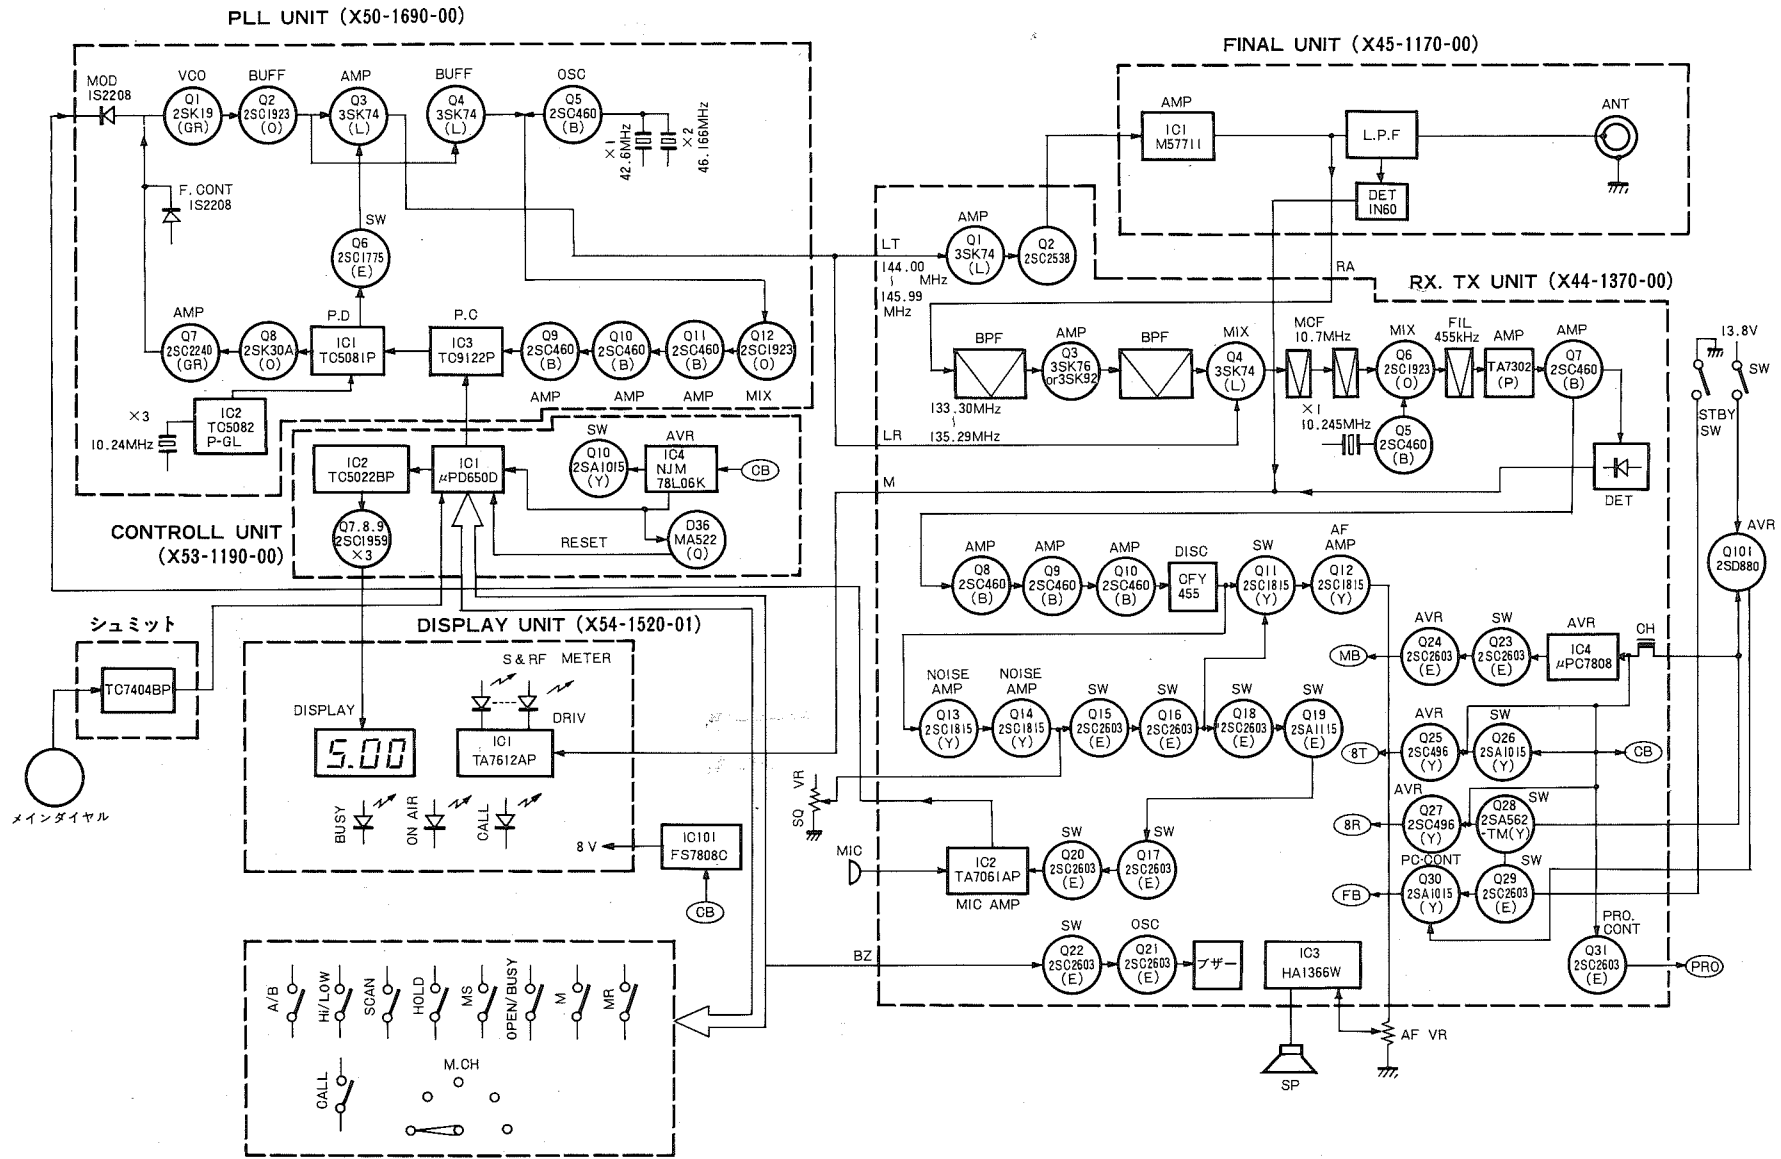 PLL UNIT (X50-1690-00)
MOD
IS2208
VCO
Q1
2SK19
(GR)
BUFF
Q2
2SC1923
(O)
AMP
Q3
3SK74
(L)
BUFF
Q4
3SK74
(L)
OSC
Q5
2SC460
(B)
×1
42.6MHz
×2
46.166MHz
F. CONT
IS2208
SW
Q6
2SC1775
(E)
AMP
Q7
2SC2240
(GR)
Q8
2SK30A
(O)
P.D
IC1
TC5081P
P.C
IC3
TC9122P
Q9
2SC460
(B)
AMP
Q10
2SC460
(B)
AMP
Q11
2SC460
(B)
AMP
Q12
2SC1923
(O)
MIX
×3
10.24MHz
IC2
TC5082
P-GL
CONTROLL UNIT
(X53-1190-00)
IC2
TC5022BP
IC1
μPD650D
SW
Q10
2SA1015
(Y)
AVR
IC4
NJM
78L06K
CB
Q7.8.9
2SC1959
×3
RESET
D36
MA522
(Q)
シュミット
TC7404BP
メインダイヤル
DISPLAY UNIT (X54-1520-01)
S & RF METER
DISPLAY
5.00
DRIV
IC1
TA7612AP
BUSY
ON AIR
CALL
8V
IC101
FS7808C
CB
A/B
Hi/LOW
SCAN
HOLD
MS
OPEN/BUSY
M
MR
CALL
M.CH
FINAL UNIT (X45-1170-00)
AMP
IC1
M57711
L.P.F
ANT
DET
IN60
RX. TX UNIT (X44-1370-00)
LT
144.00
MHz
≀
145.99
MHz
AMP
Q1
3SK74
(L)
Q2
2SC2538
RA
BPF
133.30MHz
≀
135.29MHz
AMP
Q3
3SK76
or3SK92
BPF
MIX
Q4
3SK74
(L)
MCF
10.7MHz
×1
10.245MHz
MIX
Q6
2SC1923
(O)
Q5
2SC460
(B)
FIL
455kHz
AMP
TA7302
(P)
AMP
Q7
2SC460
(B)
DET
LR
M
13.8V
SW
STBY
SW
AVR
Q101
2SD880
AMP
Q8
2SC460
(B)
AMP
Q9
2SC460
(B)
AMP
Q10
2SC460
(B)
DISC
CFY
455
SW
Q11
2SC1815
(Y)
AF
AMP
Q12
2SC1815
(Y)
NOISE
AMP
Q13
2SC1815
(Y)
NOISE
AMP
Q14
2SC1815
(Y)
SW
Q15
2SC2603
(E)
SW
Q16
2SC2603
(E)
SW
Q18
2SC2603
(E)
SW
Q19
2SA1115
(E)
SQ VR
MIC
IC2
TA7061AP
MIC AMP
SW
Q20
2SC2603
(E)
SW
Q17
2SC2603
(E)
BZ
SW
Q22
2SC2603
(E)
OSC
Q21
2SC2603
(E)
ブザー
IC3
HA1366W
SP
AF VR
MB
AVR
Q24
2SC2603
(E)
SW
Q23
2SC2603
(E)
AVR
IC4
μPC7808
CH
8T
AVR
Q25
2SC496
(Y)
SW
Q26
2SA1015
(Y)
CB
8R
AVR
Q27
2SC496
(Y)
SW
Q28
2SA562
-TM(Y)
FB
PC·CONT
Q30
2SA1015
(Y)
SW
Q29
2SC2603
(E)
PRO.
CONT
Q31
2SC2603
(E)
PRO